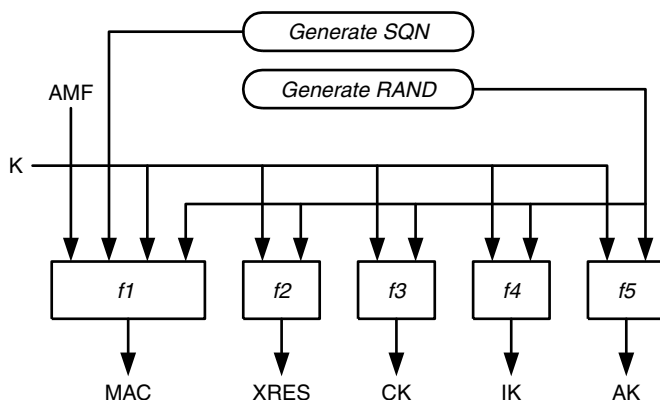 Generate SQN
Generate RAND
AMF
K
f1
f2
f3
f4
f5
MAC
XRES
CK
IK
AK